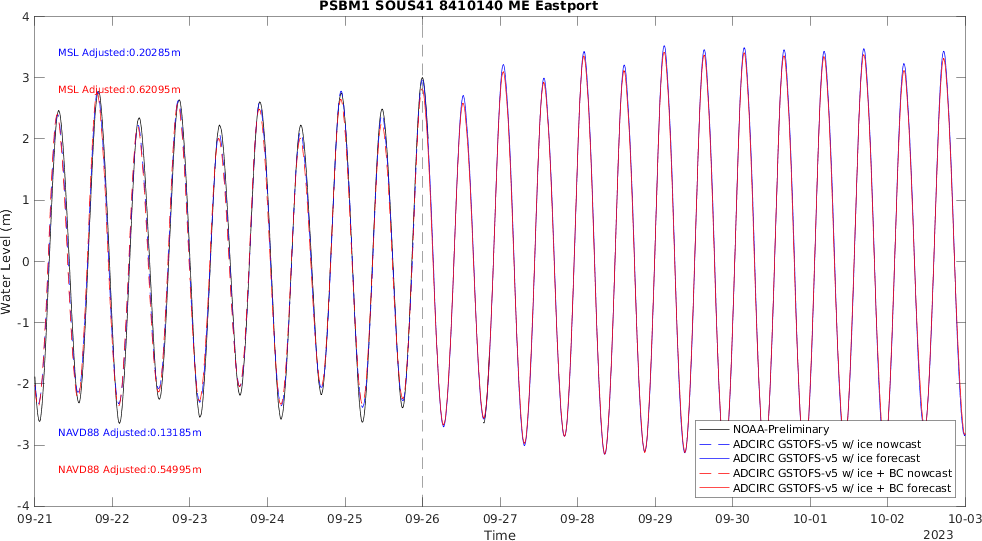 PSBM1 SOUS41 8410140 ME Eastport
4
3
2
1
0
-1
-2
-3
-4
Water Level (m)
MSL Adjusted:0.20285m
MSL Adjusted:0.62095m
NAVD88 Adjusted:0.13185m
NAVD88 Adjusted:0.54995m
NOAA-Preliminary
ADCIRC GSTOFS-v5 w/ ice nowcast
ADCIRC GSTOFS-v5 w/ ice forecast
ADCIRC GSTOFS-v5 w/ ice + BC nowcast
ADCIRC GSTOFS-v5 w/ ice + BC forecast
09-21 09-22 09-23 09-24 09-25 09-26 09-27 09-28 09-29 09-30 10-01 10-02 10-03
Time
2023